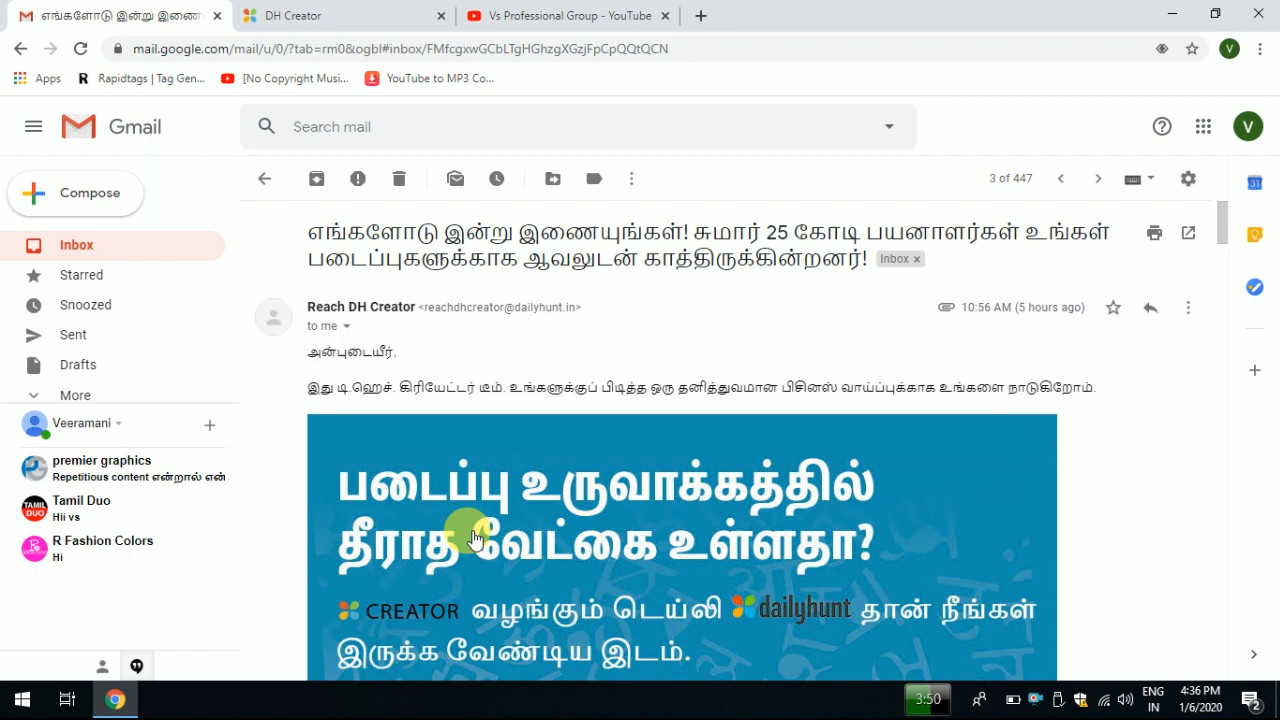 எங்களோடு இன்று இணை
DH Creator
Vs Professional Group - YouTube
mail.google.com/mail/u/0/?tab=rm0&ogbl#inbox/FMfcgxwGCbLTgHGhzgXGzjFpCpQQtQCN
V
Apps
Rapidtags | Tag Gen...
[No Copyright Musi...
YouTube to MP3 Co...
Gmail
Search mail
V
Compose
3 of 447
Inbox
Starred
Snoozed
Sent
Drafts
More
Veeramani
premier graphics
Repetitious content என்றால் என்
Tamil Duo
Hii vs
R Fashion Colors
Hi
எங்களோடு இன்று இணையுங்கள்! சுமார் 25 கோடி பயனாளர்கள் உங்கள்
படைப்புகளுக்காக ஆவலுடன் காத்திருக்கின்றனர்! Inbox x
Reach DH Creator <reachdhcreator@dailyhunt.in>
10:56 AM (5 hours ago)
to me
அன்புடையீர்,
இது டி.ஹெச். கிரியேட்டர் டீம். உங்களுக்குப் பிடித்த ஒரு தனித்துவமான பிசினஸ் வாய்ப்புக்காக உங்களை நாடுகிறோம்.
படைப்பு உருவாக்கத்தில்
தீராத வேட்கை உள்ளதா?
CREATOR வழங்கும் டெய்லி dailyhunt தான் நீங்கள்
இருக்க வேண்டிய இடம்.
31
TAMIL DUO
3:50
ENG
IN
4:36 PM
1/6/2020
2